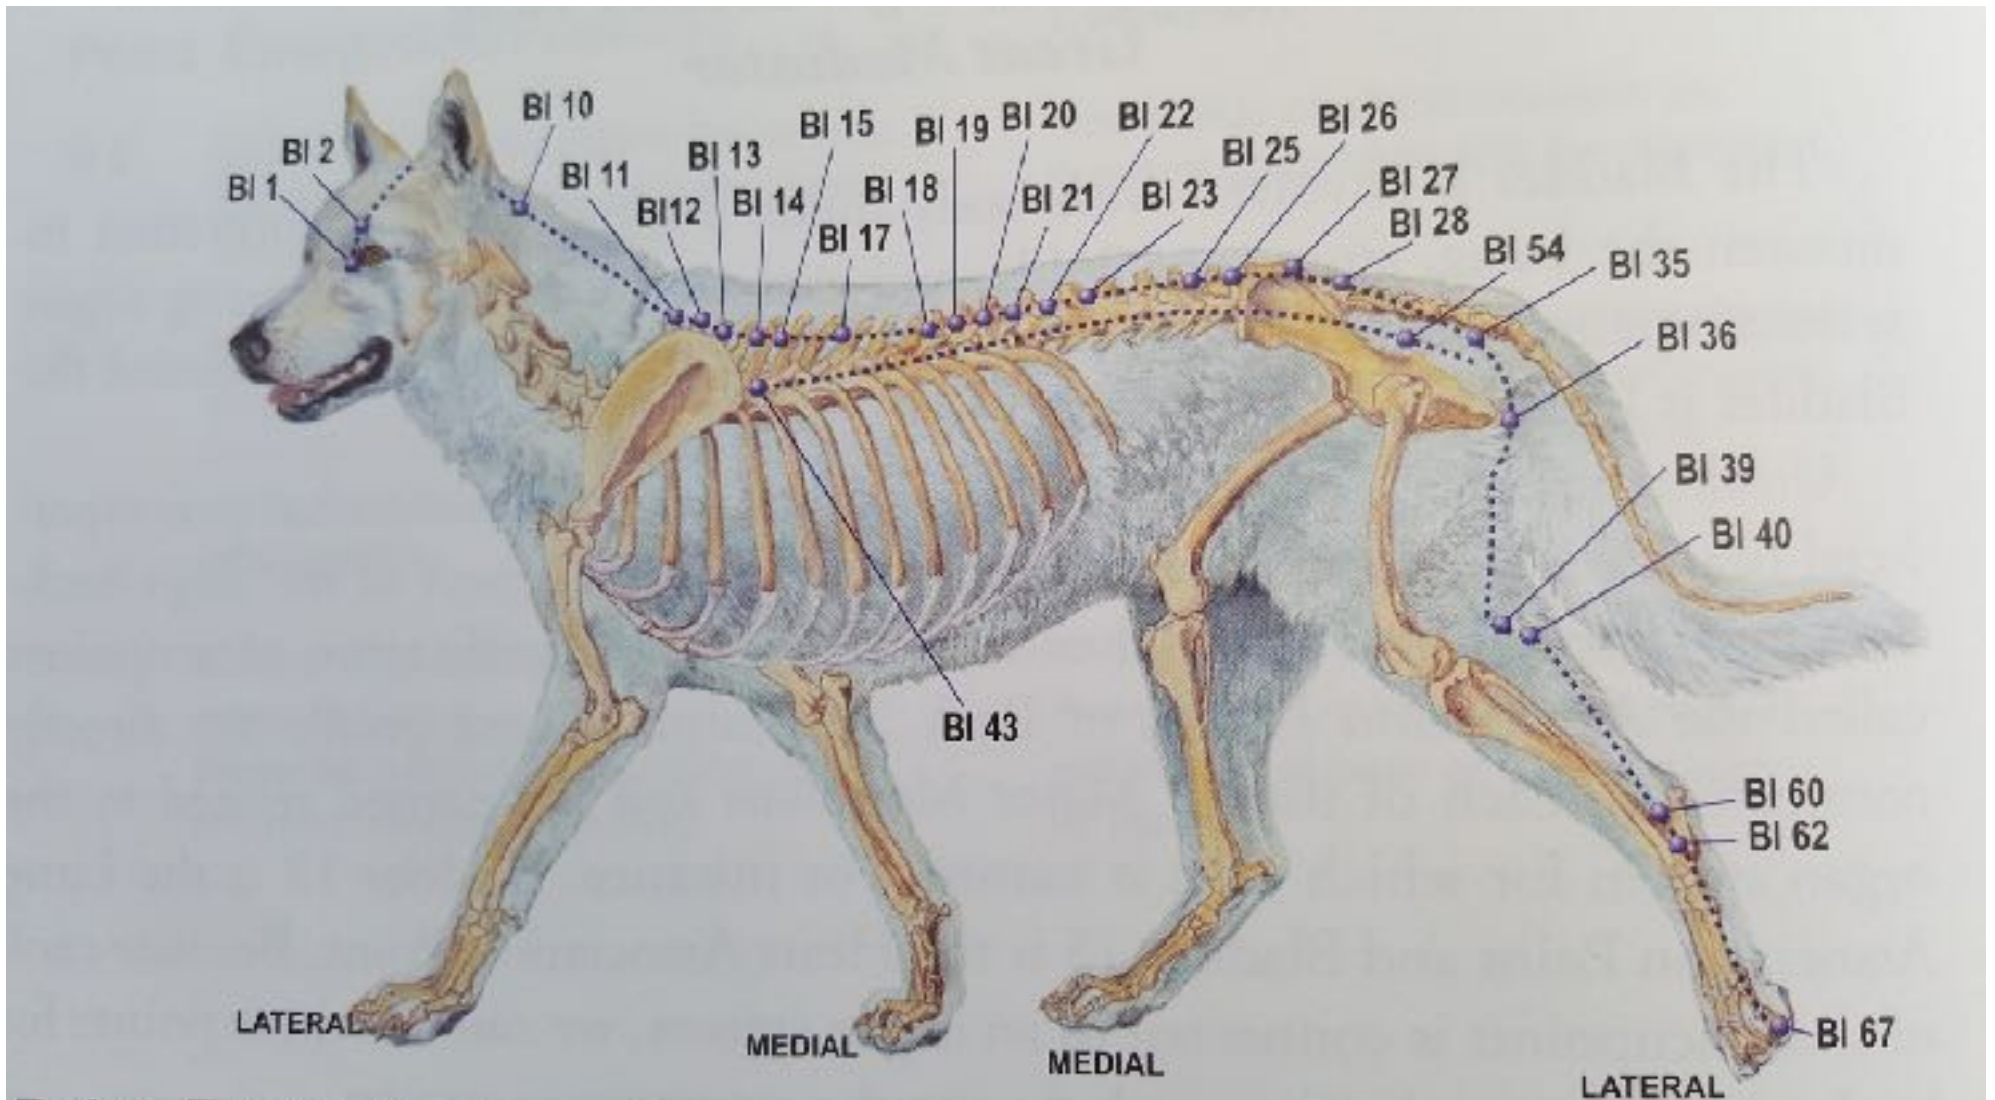 Bl 10
Bl 2
Bl 1
Bl 11
Bl12
Bl 13
Bl 14
Bl 15
Bl 17
Bl 18
Bl 19
Bl 20
Bl 21
Bl 22
Bl 23
Bl 25
Bl 26
Bl 27
Bl 28
Bl 54
Bl 35
Bl 36
Bl 39
Bl 40
Bl 43
Bl 60
Bl 62
Bl 67
LATERAL
MEDIAL
MEDIAL
LATERAL